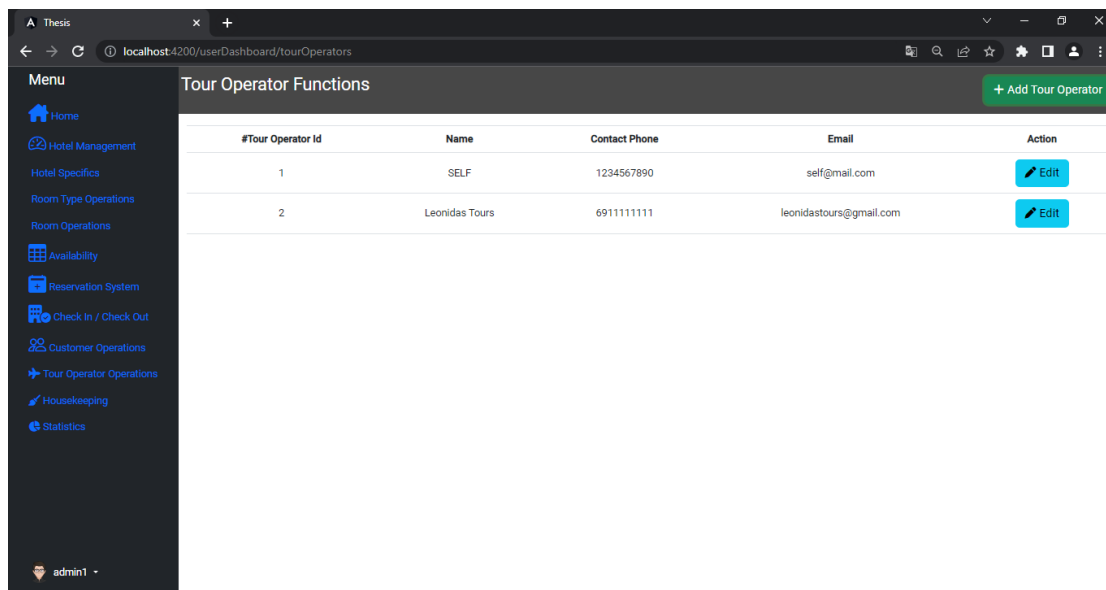 Thesis
localhost:4200/userDashboard/tourOperators
Menu
Home
Hotel Management
Hotel Specifics
Room Type Operations
Room Operations
Availability
Reservation System
Check In / Check Out
Customer Operations
Tour Operator Operations
Housekeeping
Statistics
admin1
Tour Operator Functions
+ Add Tour Operator
#Tour Operator Id Name Contact Phone Email Action
1 SELF 1234567890 self@mail.com Edit
2 Leonidas Tours 6911111111 leonidastours@gmail.com Edit